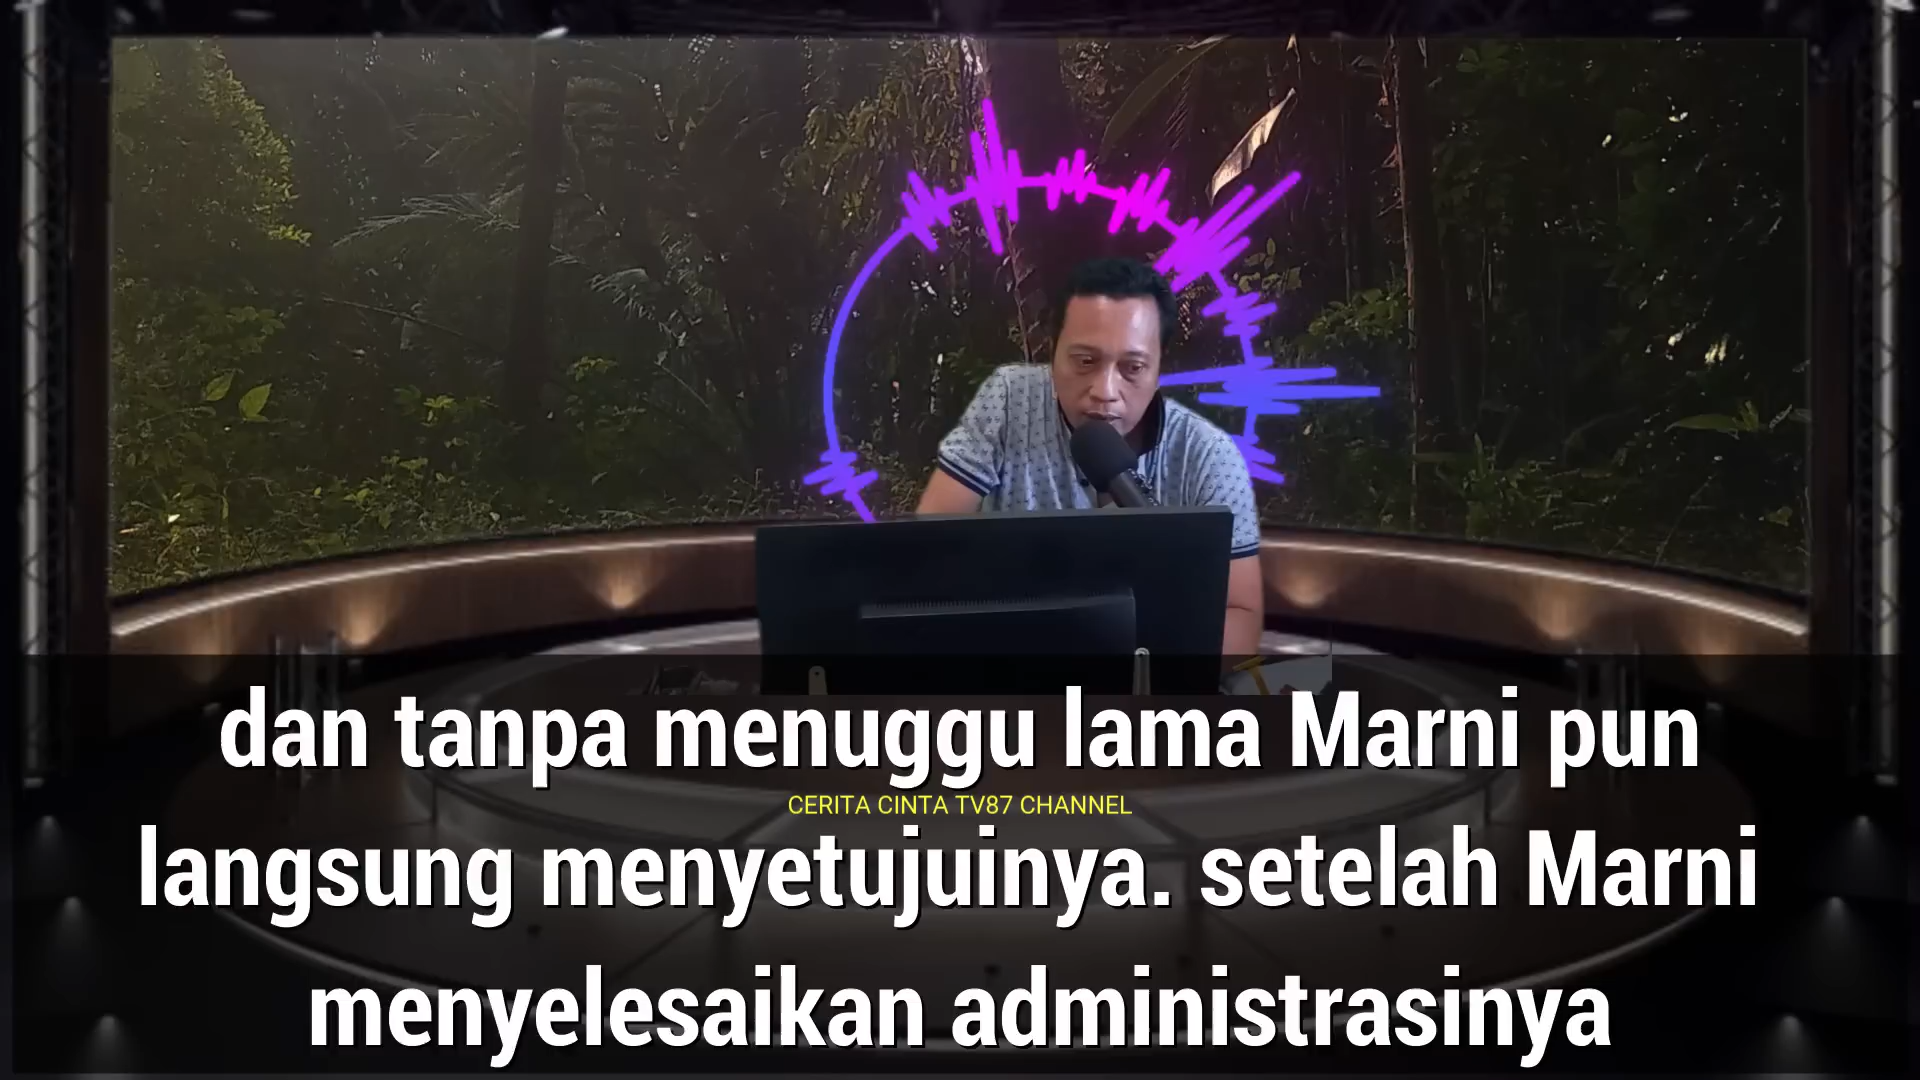 dan tanpa menuggu lama Marni pun
CERITA CINTA TV87 CHANNEL
langsung menyetujuinya. setelah Marni
menyelesaikan administrasinya